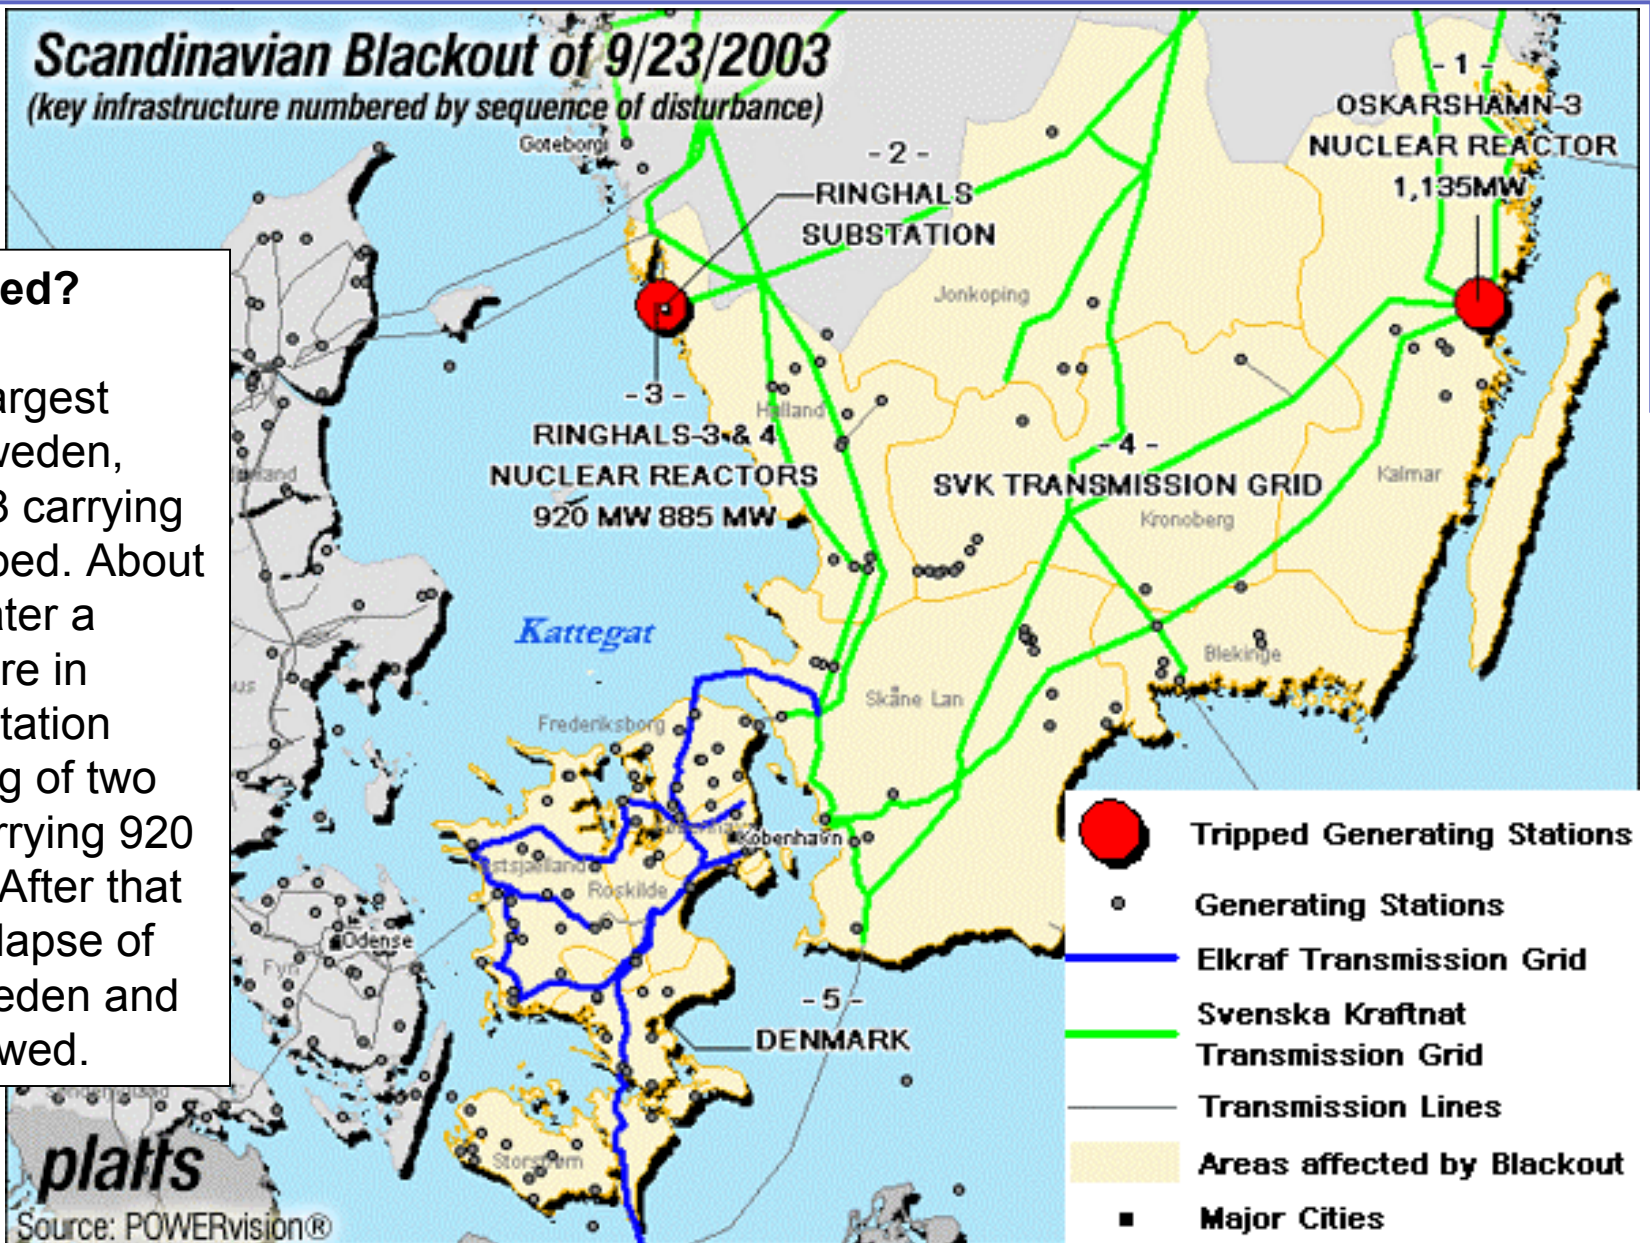 Scandinavian Blackout of 9/23/2003
(key infrastructure numbered by sequence of disturbance)
- 1 -
OSKARSHAMN-3
NUCLEAR REACTOR
1,135MW
Goteborgi
- 2 -
RINGHALS
SUBSTATION
ed?
argest
weden,
3 carrying
ped. About
ater a
re in
tation
g of two
rrying 920
After that
lapse of
eden and
wed.
Jonkoping
- 3 -
RINGHALS-3 & 4
NUCLEAR REACTORS
920 MW 885 MW
Halland
- 4 -
SVK TRANSMISSION GRID
Kalmar
Kronoberg
Kattegat
Blekinge
Skåne Lan
Frederiksborg
København
Roskilde
Odense
Fyn
- 5 -
DENMARK
Storstrøm
platts
Source: POWERvision®
Tripped Generating Stations
Generating Stations
Elkraf Transmission Grid
Svenska Kraftnat
Transmission Grid
Transmission Lines
Areas affected by Blackout
Major Cities